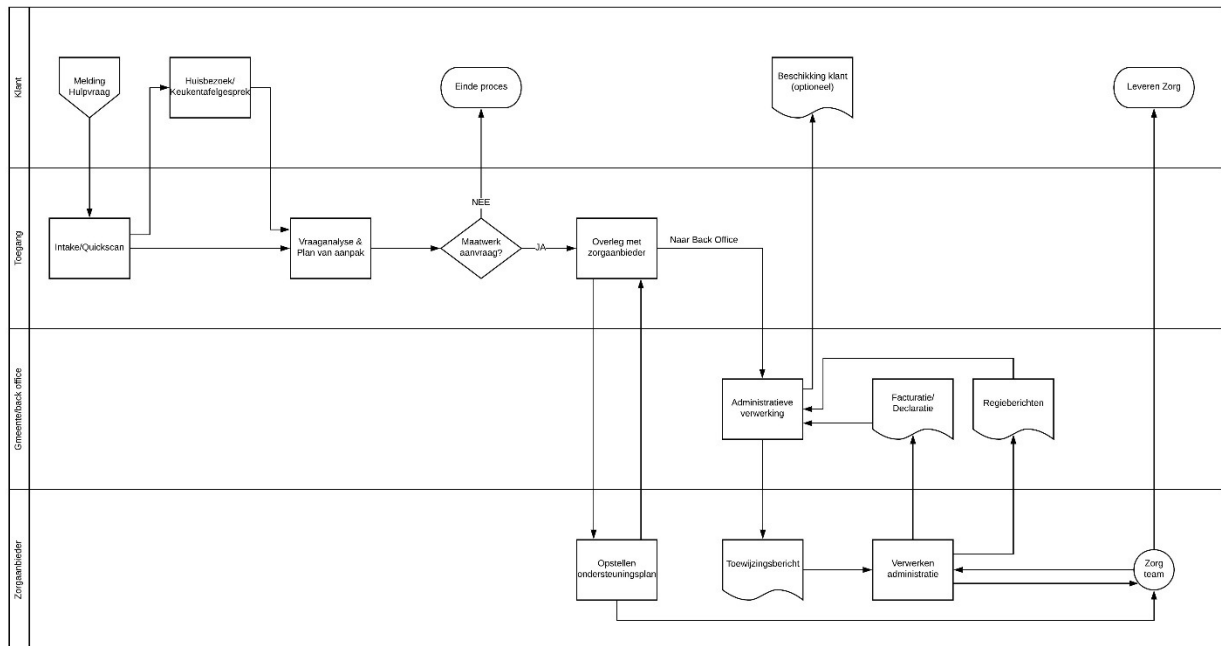 Klant
Melding
Hulpvraag
Huisbezoek/
Keukentafelgesprek
Einde proces
Beschikking klant
(optioneel)
Leveren Zorg
Toegang
Intake/Quickscan
Vraaganalyse &
Plan van aanpak
NEE
Maatwerk
aanvraag?
JA
Overleg met
zorgaanbieder
Naar Back Office
Gmeente/back office
Administratieve
verwerking
Facturatie/
Declaratie
Regieberichten
Zorgaanbieder
Opstellen
ondersteuningsplan
Toewijzingsbericht
Verwerken
administratie
Zorg
team